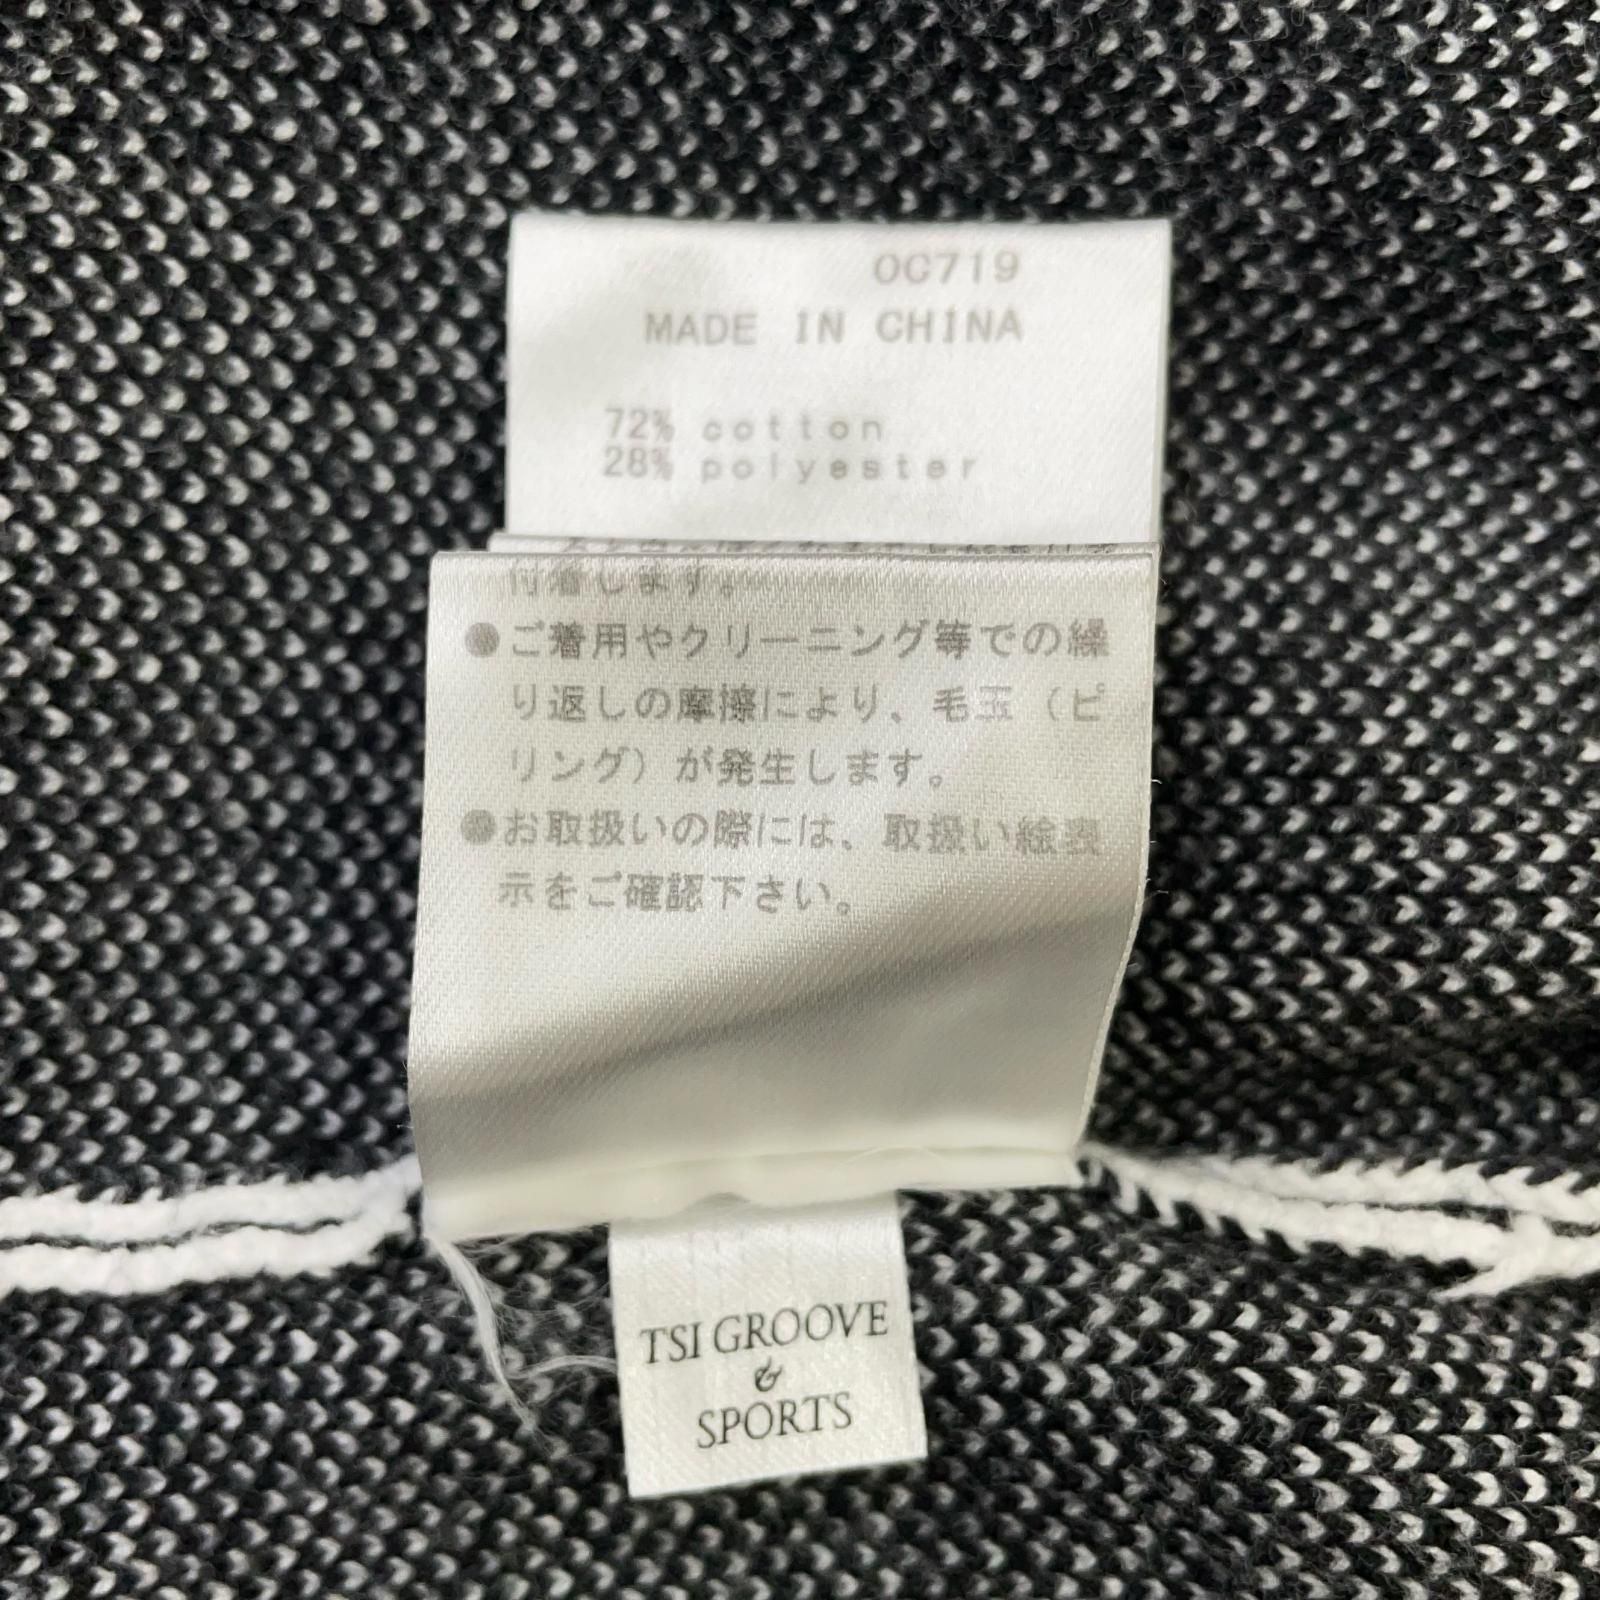 OC719
MADE IN CHINA
72% cotton
28% polyester
付着します。
●ご着用やクリーニング等での繰
り返しの摩擦により、毛玉（ピ
リング）が発生します。
●お取扱いの際には、取扱い絵表
示をご確認下さい。
TSI GROOVE
&
SPORTS